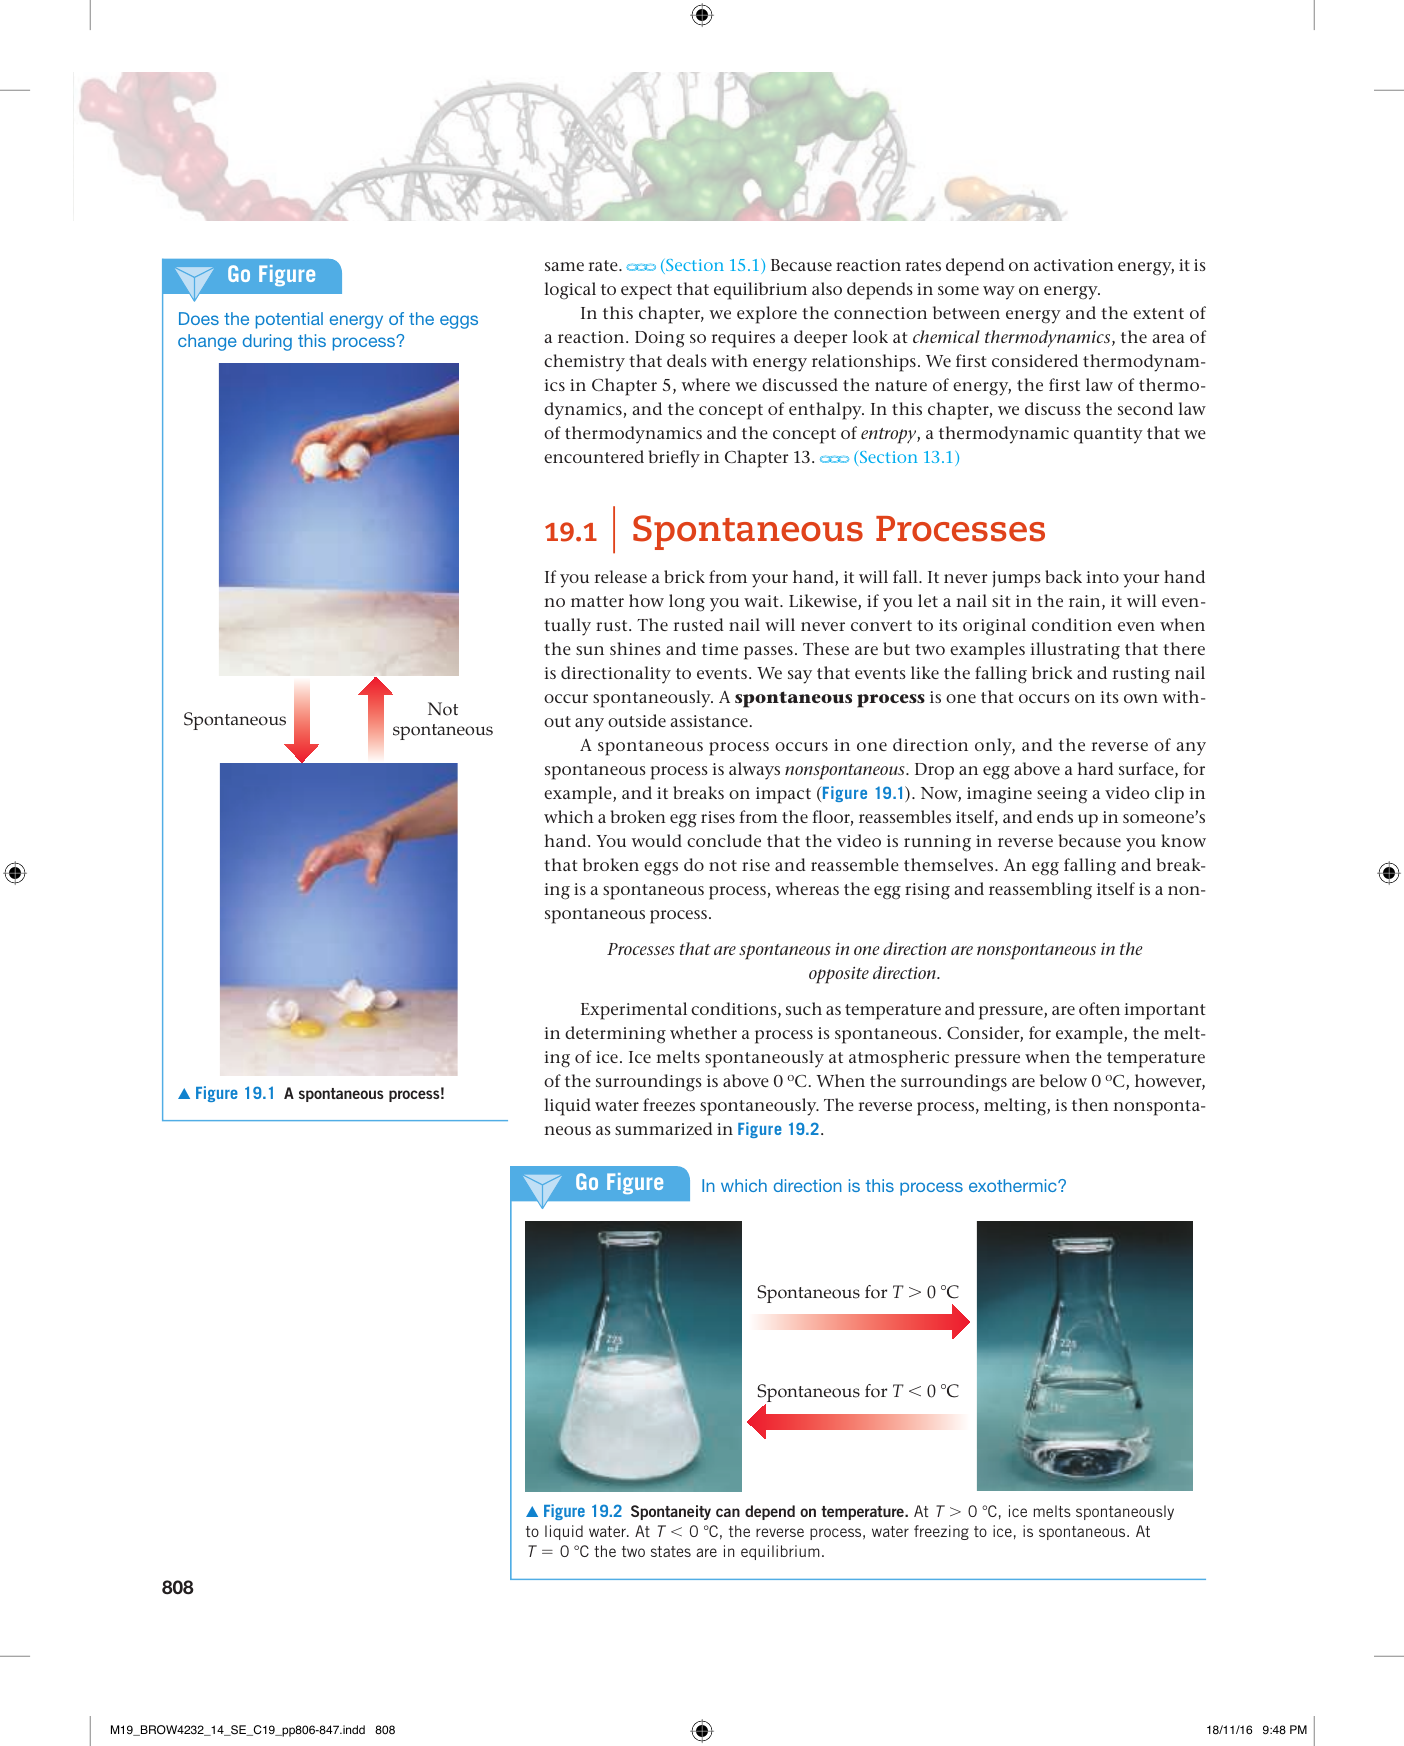 Go Figure
Does the potential energy of the eggs
change during this process?
Spontaneous
Not
spontaneous
▲ Figure 19.1 A spontaneous process!
same rate. (Section 15.1) Because reaction rates depend on activation energy, it is
logical to expect that equilibrium also depends in some way on energy.
In this chapter, we explore the connection between energy and the extent of
a reaction. Doing so requires a deeper look at chemical thermodynamics, the area of
chemistry that deals with energy relationships. We first considered thermodynam-
ics in Chapter 5, where we discussed the nature of energy, the first law of thermo-
dynamics, and the concept of enthalpy. In this chapter, we discuss the second law
of thermodynamics and the concept of entropy, a thermodynamic quantity that we
encountered briefly in Chapter 13. (Section 13.1)
19.1 | Spontaneous Processes
If you release a brick from your hand, it will fall. It never jumps back into your hand
no matter how long you wait. Likewise, if you let a nail sit in the rain, it will even-
tually rust. The rusted nail will never convert to its original condition even when
the sun shines and time passes. These are but two examples illustrating that there
is directionality to events. We say that events like the falling brick and rusting nail
occur spontaneously. A spontaneous process is one that occurs on its own with-
out any outside assistance.
A spontaneous process occurs in one direction only, and the reverse of any
spontaneous process is always nonspontaneous. Drop an egg above a hard surface, for
example, and it breaks on impact (Figure 19.1). Now, imagine seeing a video clip in
which a broken egg rises from the floor, reassembles itself, and ends up in someone's
hand. You would conclude that the video is running in reverse because you know
that broken eggs do not rise and reassemble themselves. An egg falling and break-
ing is a spontaneous process, whereas the egg rising and reassembling itself is a non-
spontaneous process.
Processes that are spontaneous in one direction are nonspontaneous in the
opposite direction.
Experimental conditions, such as temperature and pressure, are often important
in determining whether a process is spontaneous. Consider, for example, the melt-
ing of ice. Ice melts spontaneously at atmospheric pressure when the temperature
of the surroundings is above 0 ºC. When the surroundings are below 0 ºC, however,
liquid water freezes spontaneously. The reverse process, melting, is then nonsponta-
neous as summarized in Figure 19.2.
Go Figure
In which direction is this process exothermic?
225
ml
Spontaneous for T > 0 °C
Spontaneous for T < 0 °C
225
ml
200
150
▲ Figure 19.2 Spontaneity can depend on temperature. At T > 0 °C, ice melts spontaneously
to liquid water. At T < 0 °C, the reverse process, water freezing to ice, is spontaneous. At
T = 0 °C the two states are in equilibrium.
808
M19_BROW4232_14_SE_C19_pp806-847.indd 808
18/11/16 9:48 PM